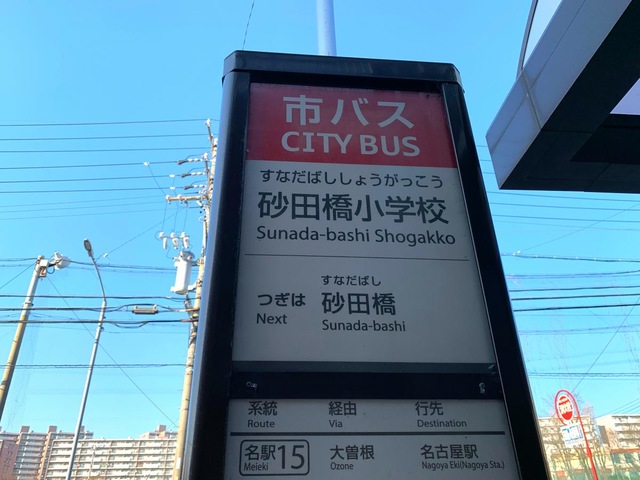 市バス
CITY BUS
すなだばししょうがっこう
砂田橋小学校
Sunada-bashi Shogakko
すなだばし
つぎは 砂田橋
Next Sunada-bashi
系統 経由 行先
Route Via Destination
名駅15 大曽根 名古屋駅
Meieki Ozone Nagoya Eki(Nagoya Sta.)